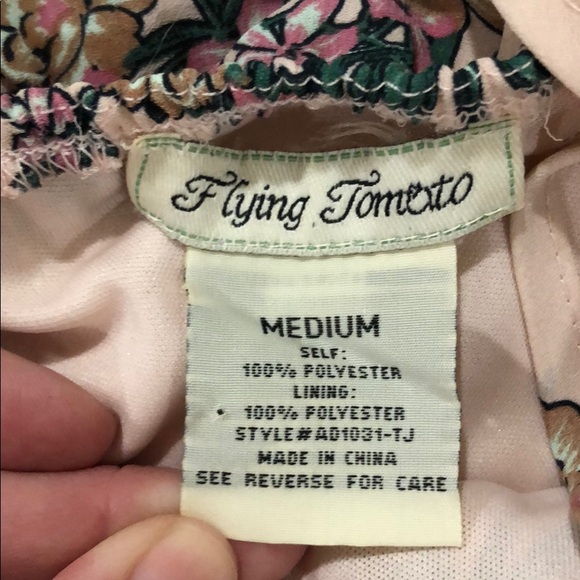 Flying Tomato
MEDIUM
SELF:
100% POLYESTER
LINING:
100% POLYESTER
STYLE#AD1031-TJ
MADE IN CHINA
SEE REVERSE FOR CARE